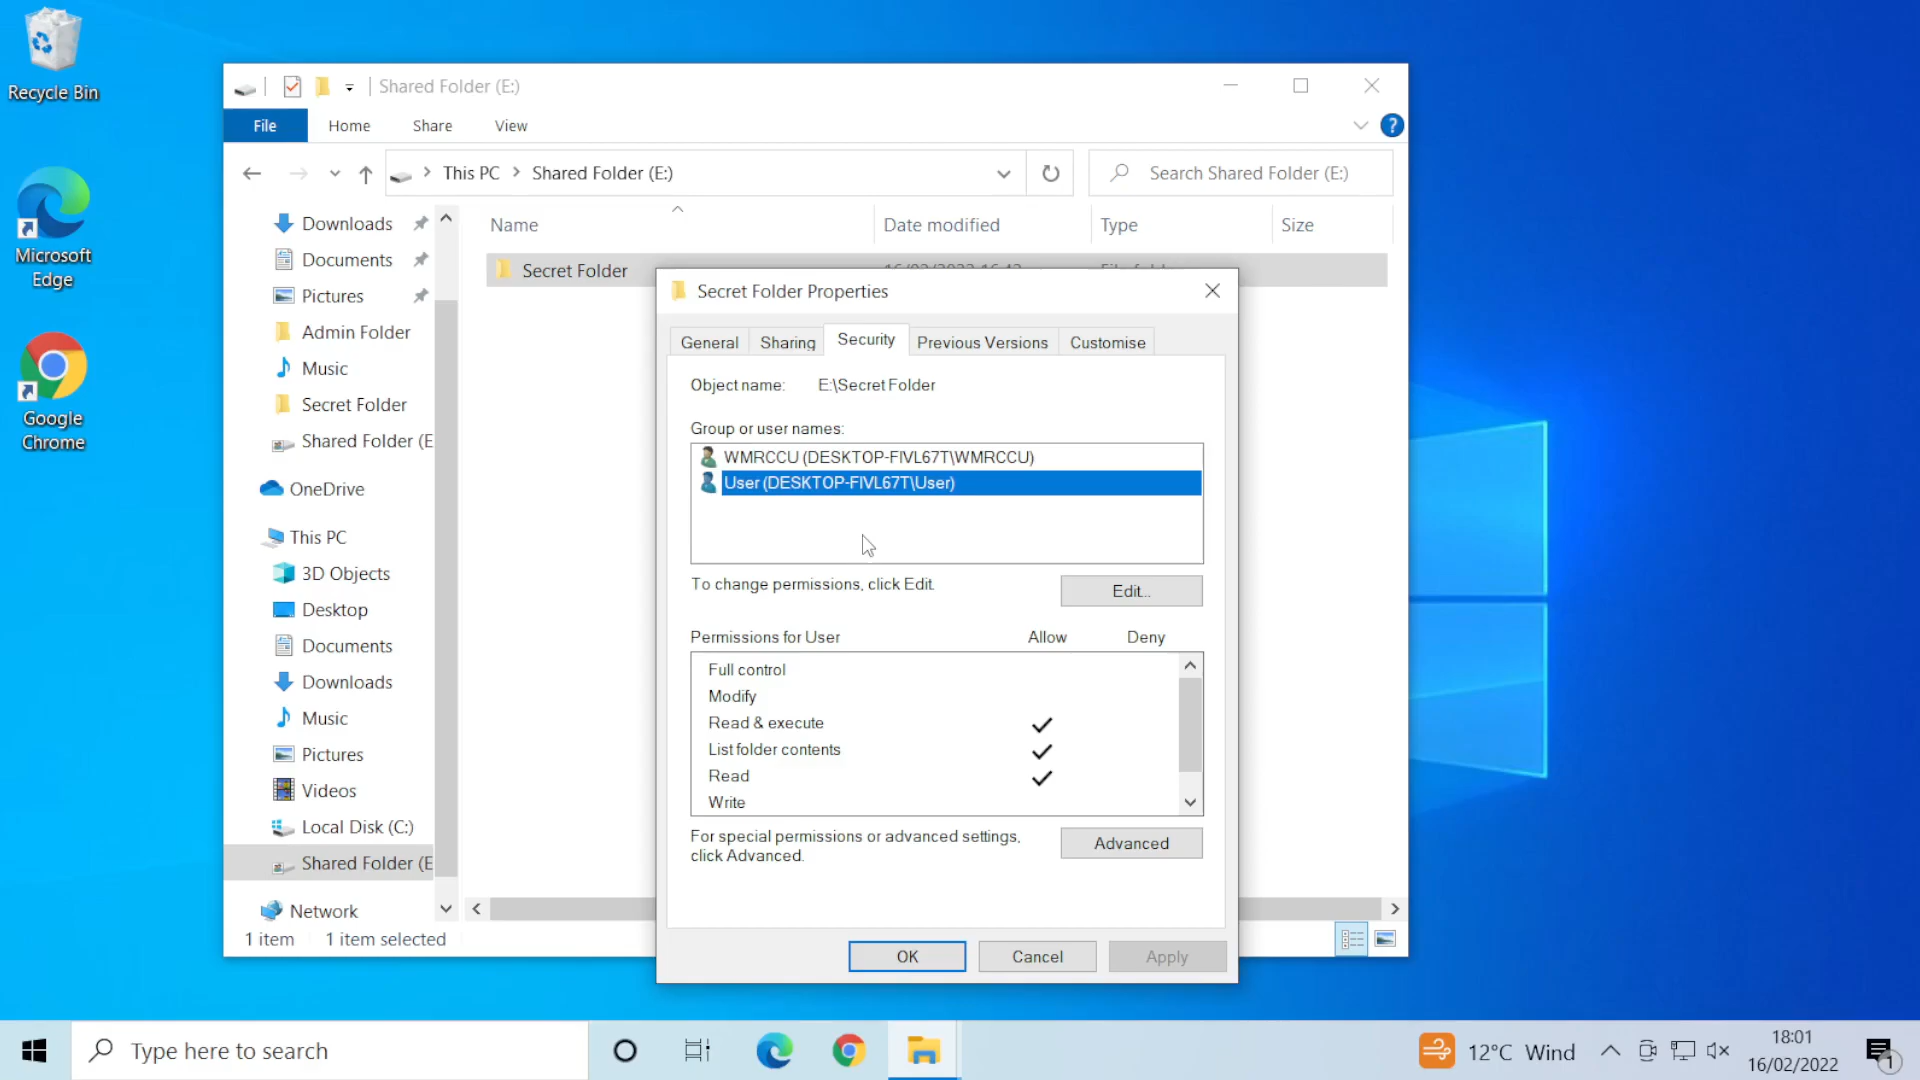 Recycle Bin
Microsoft
Edge
Google
Chrome
Shared Folder (E:)
File Home Share View
This PC Shared Folder (E:)
Search Shared Folder (E:)
Name Date modified Type Size
Secret Folder
Downloads
Documents
Pictures
Admin Folder
Music
Secret Folder
Shared Folder (E
OneDrive
This PC
3D Objects
Desktop
Documents
Downloads
Music
Pictures
Videos
Local Disk (C:)
Shared Folder (E
Network
1 item 1 item selected
Secret Folder Properties
General Sharing Security Previous Versions Customise
Object name: E:\Secret Folder
Group or user names:
WMRCCU (DESKTOP-FIVL67T\WMRCCU)
User (DESKTOP-FIVL67T\User)
To change permissions, click Edit.
Edit...
Permissions for User Allow Deny
Full control
Modify
Read & execute
List folder contents
Read
Write
For special permissions or advanced settings,
click Advanced.
Advanced
OK Cancel Apply
Type here to search
12°C Wind
18:01
16/02/2022
1